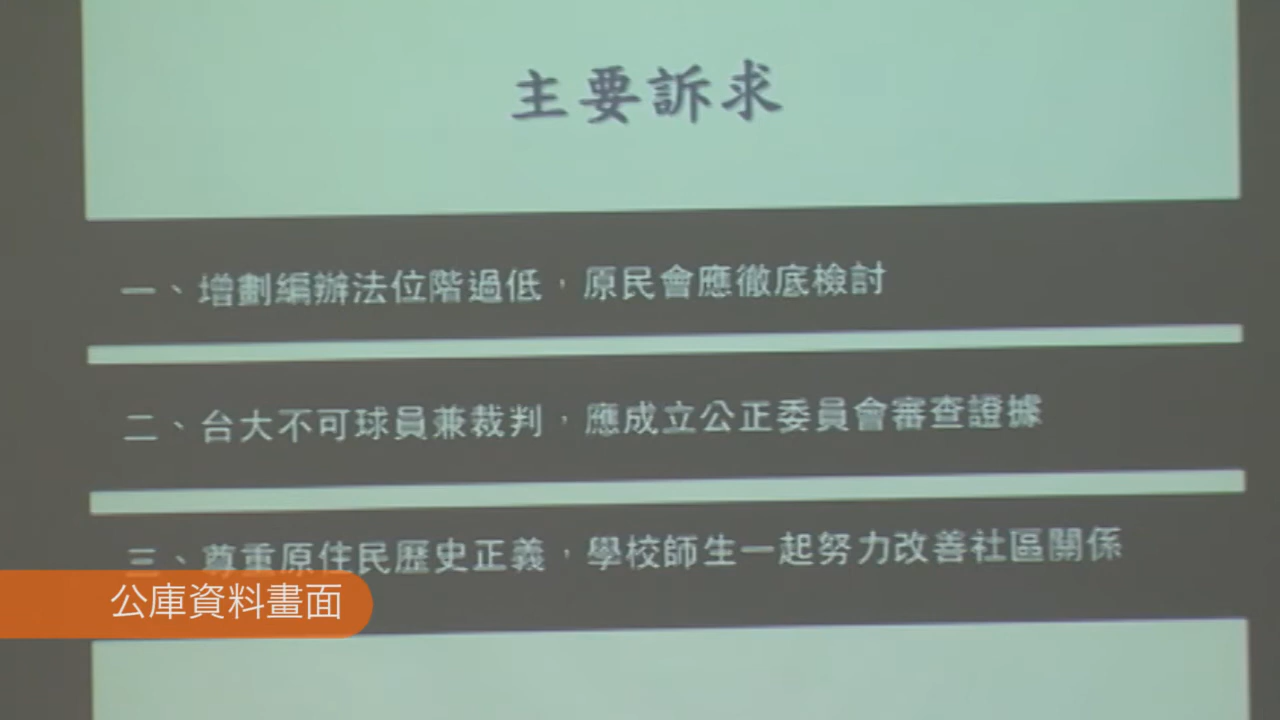 主要訴求
一、增劃編辦法位階過低，原民會應徹底檢討
二、台大不可球員兼裁判，應成立公正委員會審查證據
三、尊重原住民歷史正義，學校師生一起努力改善社區關係
公庫資料畫面